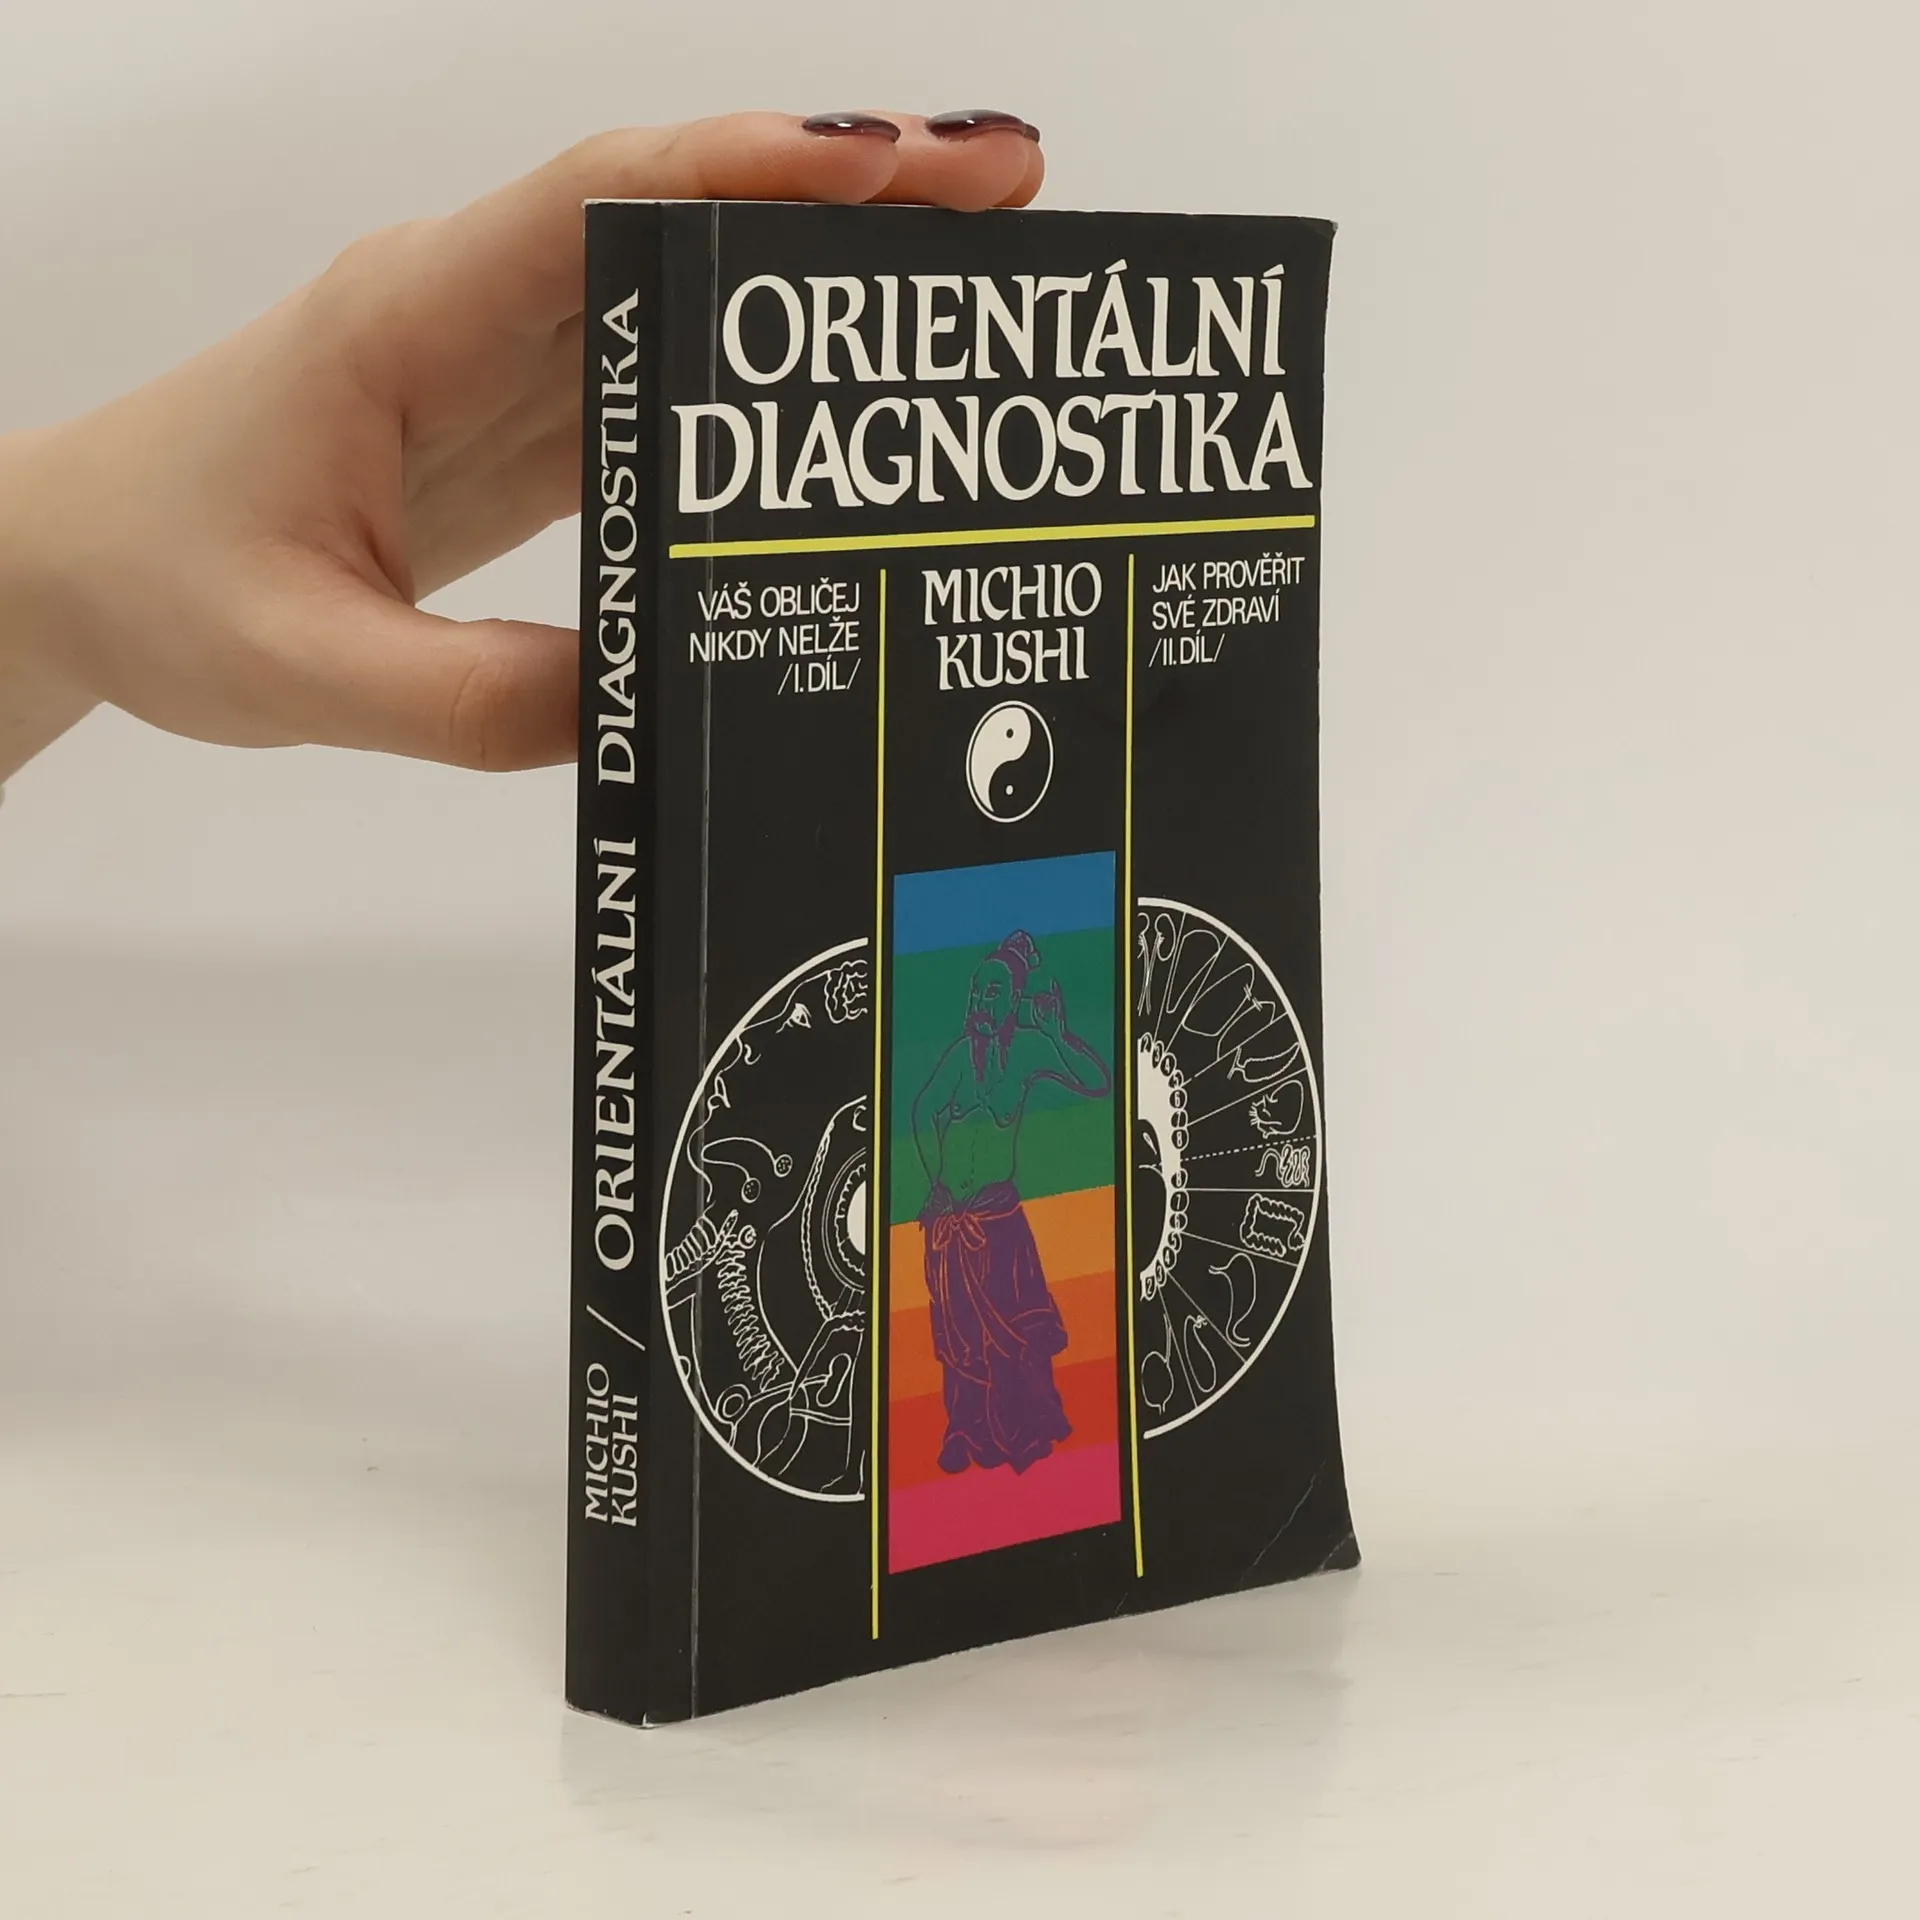 ORIENTÁLNÍ
DIAGNOSTIKA
VÁŠ OBLIČEJ
NIKDY NELŽE
/I. DÍL/
MICHIO
KUSHI
JAK PROVĚŘIT
SVÉ ZDRAVÍ
/II. DÍL/
MICHIO
KUSHI / ORIENTÁLNÍ DIAGNOSTIKA